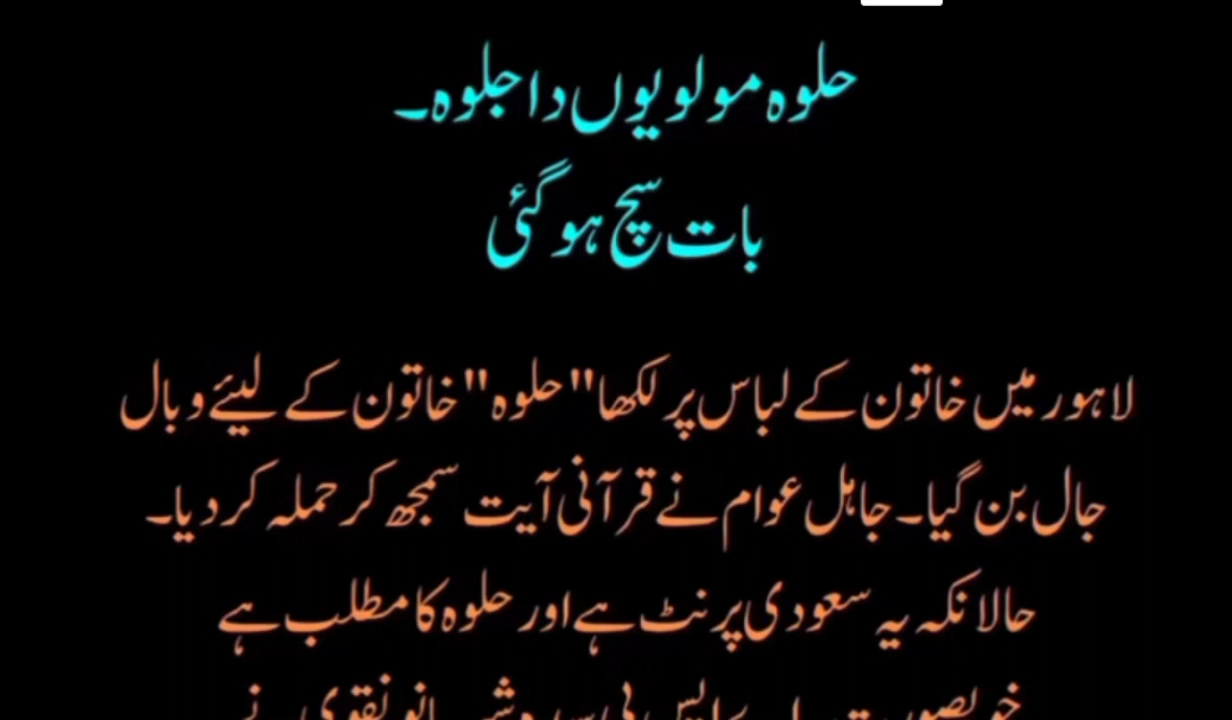 حلوہ مولویوں دا جلوہ۔
بات سچ ہو گئی
لاہور میں خاتون کے لباس پر لکھا "حلوہ" خاتون کے لیئے وبال
جال بن گیا۔ جاہل عوام نے قرآنی آیت سمجھ کر حملہ کر دیا۔
حالانکہ یہ سعودی پرنٹ ہے اور حلوہ کا مطلب ہے